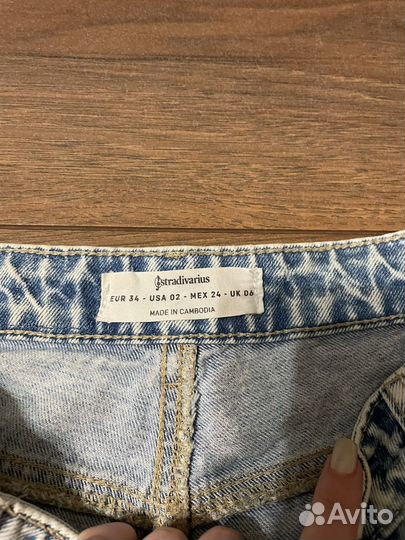 stradivarius
EUR 34 - USA 02 - MEX 24 - UK 06
MADE IN CAMBODIA
Avito